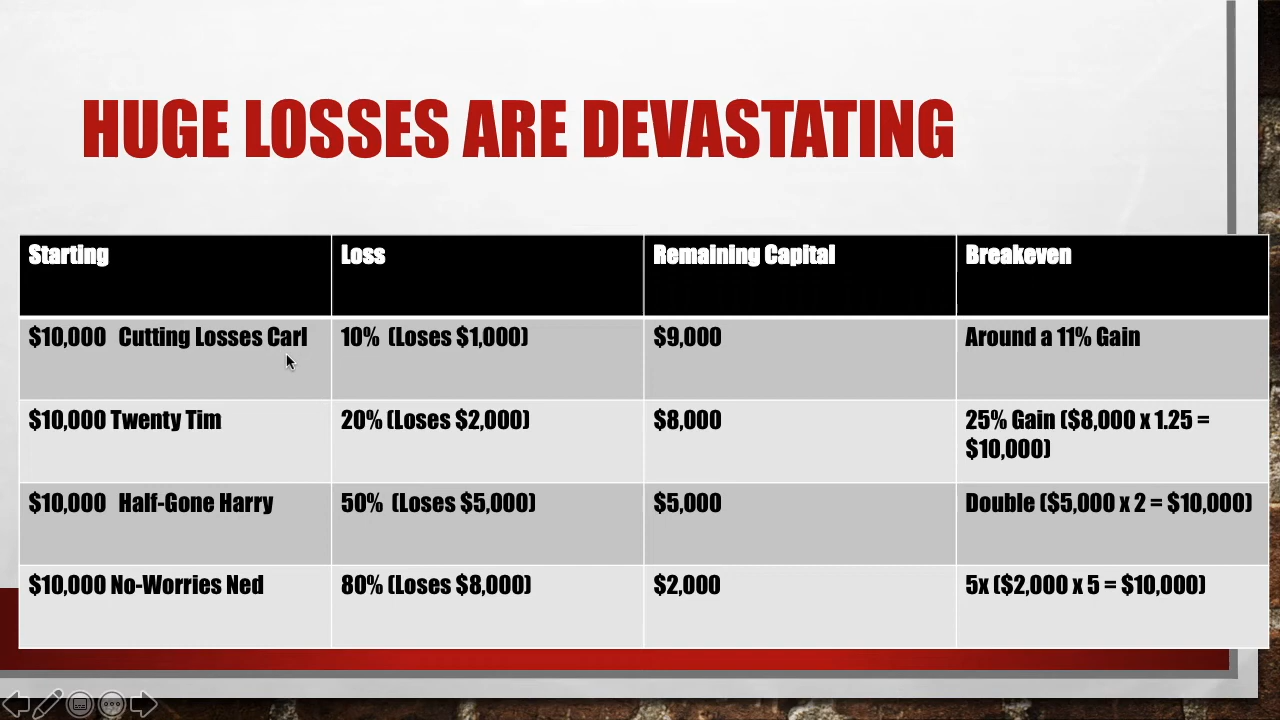 HUGE LOSSES ARE DEVASTATING
Starting
Loss
Remaining Capital
Breakeven
$10,000 Cutting Losses Carl
10% (Loses $1,000)
$9,000
Around a 11% Gain
$10,000 Twenty Tim
20% (Loses $2,000)
$8,000
25% Gain ($8,000 x 1.25 =
$10,000)
$10,000 Half-Gone Harry
50% (Loses $5,000)
$5,000
Double ($5,000 x 2 = $10,000)
$10,000 No-Worries Ned
80% (Loses $8,000)
$2,000
5x ($2,000 x 5 = $10,000)